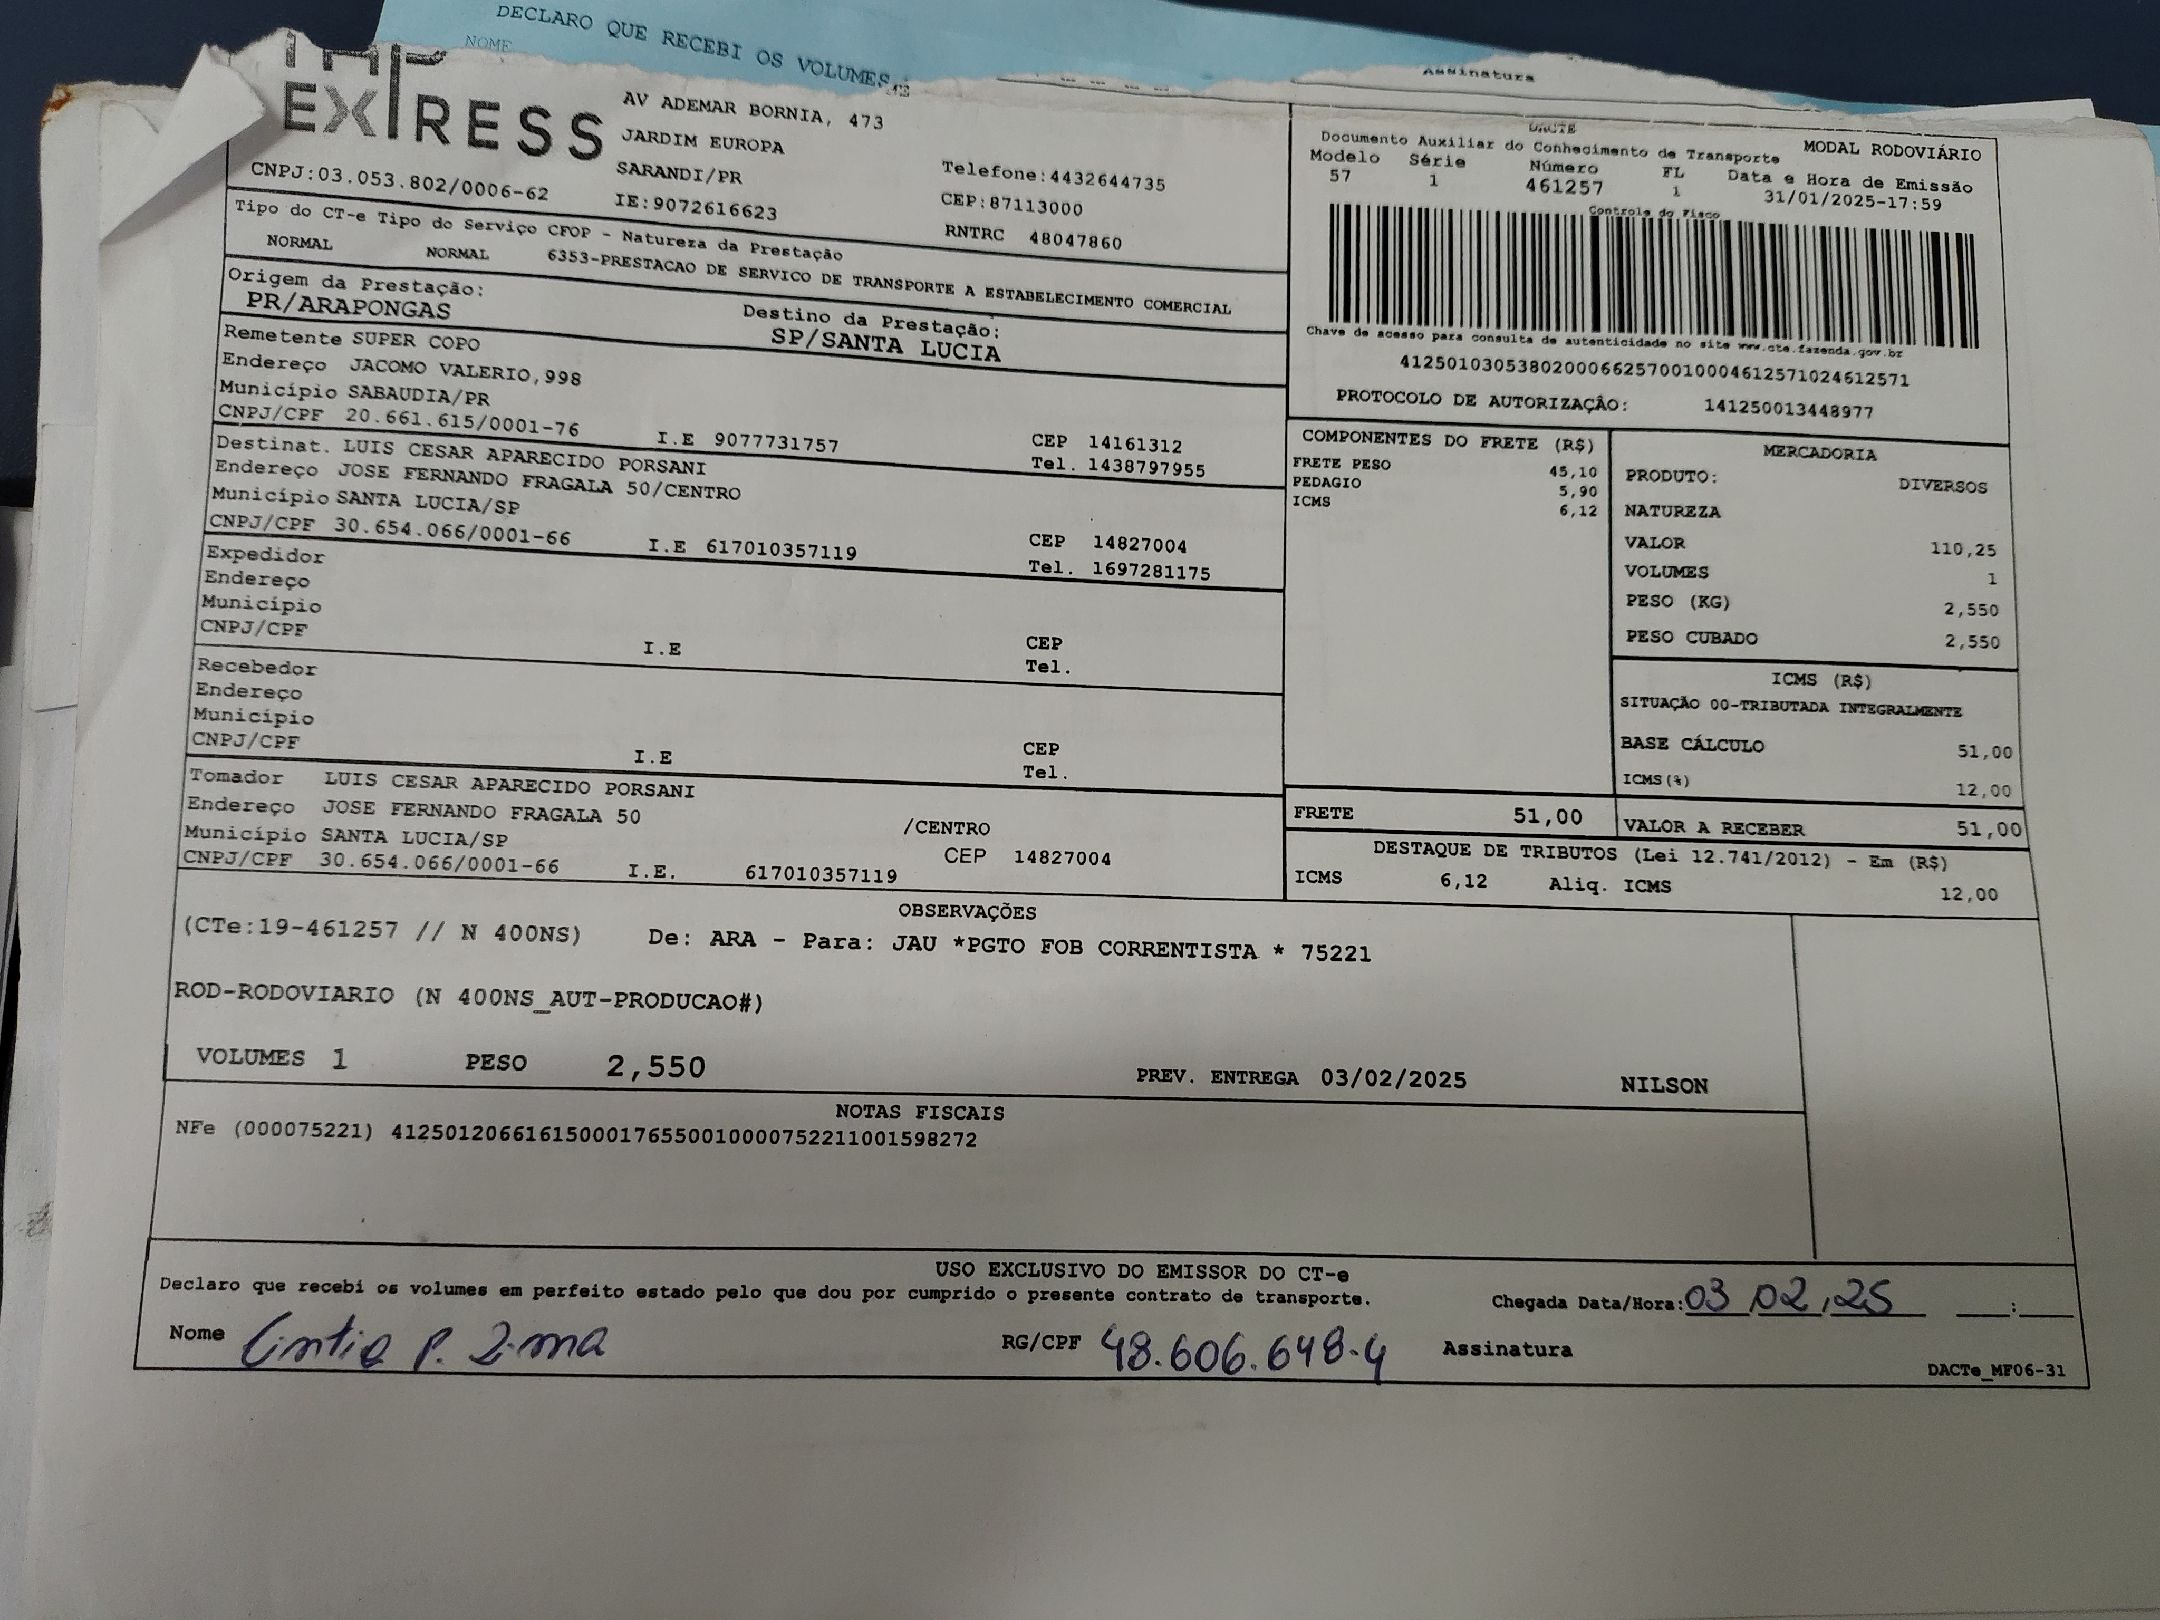 DECLARO QUE RECEBI OS VOLUMES
NOME
Assinatura
EXPRESS
CNPJ:03.053.802/0006-62
AV ADEMAR BORNIA, 473
JARDIM EUROPA
SARANDI/PR
IE:9072616623
Telefone:4432644735
CEP:87113000
RNTRC 48047860
DACTE
Documento Auxiliar do Conhecimento de Transporte MODAL RODOVIÁRIO
Modelo Série Número FL Data e Hora de Emissão
57 1 461257 1 31/01/2025-17:59
Controle do Fisco
Chave de acesso para consulta de autenticidade no site www.cte.fazenda.gov.br
41250103053802000662570010004612571024612571
PROTOCOLO DE AUTORIZAÇÂO: 141250013448977
Tipo do CT-e Tipo do Serviço CFOP - Natureza da Prestação
NORMAL NORMAL 6353-PRESTACAO DE SERVICO DE TRANSPORTE A ESTABELECIMENTO COMERCIAL
Origem da Prestação: Destino da Prestação:
PR/ARAPONGAS SP/SANTA LUCIA
Remetente SUPER COPO
Endereço JACOMO VALERIO,998
Município SABAUDIA/PR CEP 14161312
CNPJ/CPF 20.661.615/0001-76 I.E 9077731757 Tel. 1438797955
Destinat. LUIS CESAR APARECIDO PORSANI
Endereço JOSE FERNANDO FRAGALA 50/CENTRO
Município SANTA LUCIA/SP CEP 14827004
CNPJ/CPF 30.654.066/0001-66 I.E 617010357119 Tel. 1697281175
Expedidor
Endereço
Município CEP
CNPJ/CPF I.E Tel.
Recebedor
Endereço
Município CEP
CNPJ/CPF I.E Tel.
Tomador LUIS CESAR APARECIDO PORSANI
Endereço JOSE FERNANDO FRAGALA 50 /CENTRO
Município SANTA LUCIA/SP CEP 14827004
CNPJ/CPF 30.654.066/0001-66 I.E. 617010357119
COMPONENTES DO FRETE (R$)
FRETE PESO 45,10
PEDAGIO 5,90
ICMS 6,12
FRETE 51,00
MERCADORIA
PRODUTO: DIVERSOS
NATUREZA
VALOR 110,25
VOLUMES 1
PESO (KG) 2,550
PESO CUBADO 2,550
ICMS (R$)
SITUAÇÃO 00-TRIBUTADA INTEGRALMENTE
BASE CÁLCULO 51,00
ICMS(%) 12,00
VALOR A RECEBER 51,00
DESTAQUE DE TRIBUTOS (Lei 12.741/2012) - Em (R$)
ICMS 6,12 Aliq. ICMS 12,00
OBSERVAÇÕES
(CTe:19-461257 // N 400NS) De: ARA - Para: JAU *PGTO FOB CORRENTISTA * 75221
ROD-RODOVIARIO (N 400NS_AUT-PRODUCAO#)
VOLUMES 1 PESO 2,550 PREV. ENTREGA 03/02/2025 NILSON
NOTAS FISCAIS
NFe (000075221) 41250120661615000176550010000752211001598272
USO EXCLUSIVO DO EMISSOR DO CT-e
Declaro que recebi os volumes em perfeito estado pelo que dou por cumprido o presente contrato de transporte. Chegada Data/Hora: 03,02,25 :
Nome Cintia P. Lima RG/CPF 48.606.648-4 Assinatura
DACTe_MF06-31